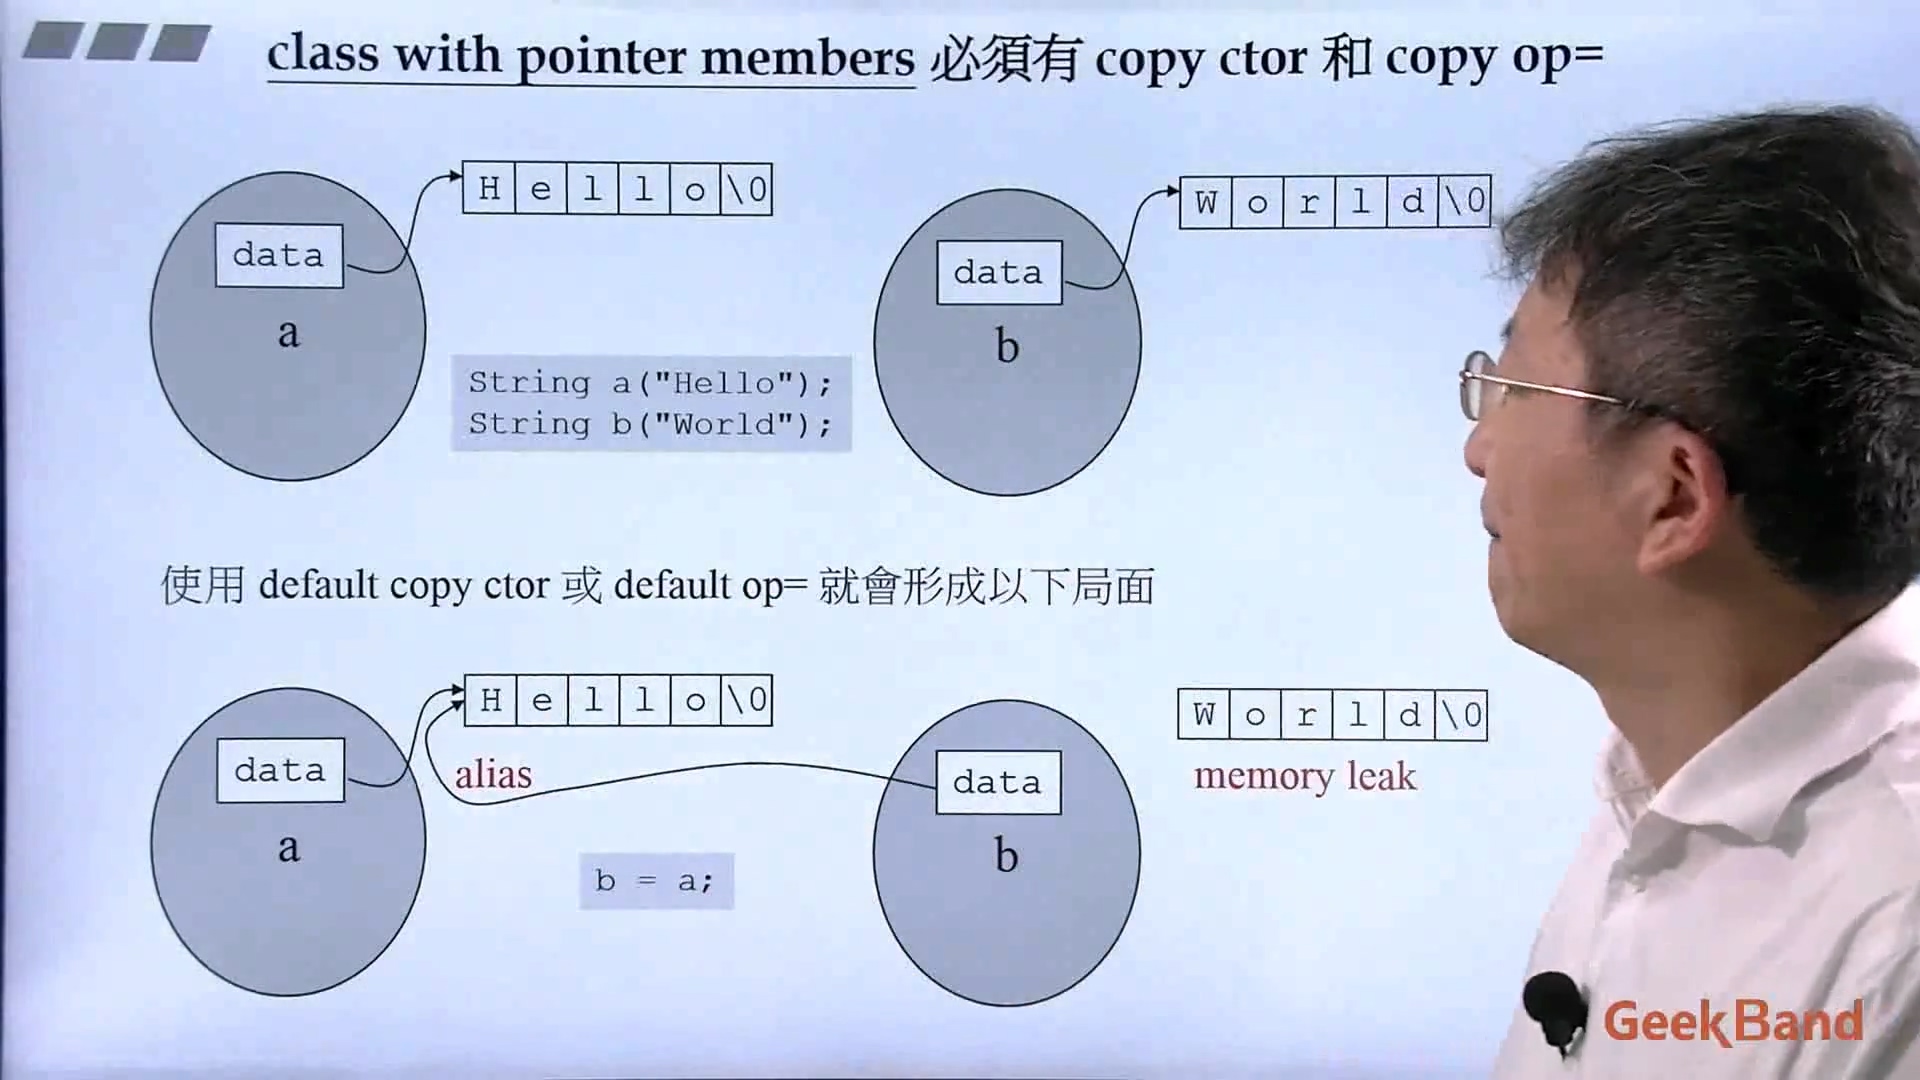 class with pointer members 必須有 copy ctor 和 copy op=
H e l l o \0
W o r l d \0
data
data
a
b
String a("Hello");
String b("World");
使用 default copy ctor 或 default op= 就會形成以下局面
H e l l o \0
W o r l d \0
data
alias
data
memory leak
a
b
b = a;
GeekBand